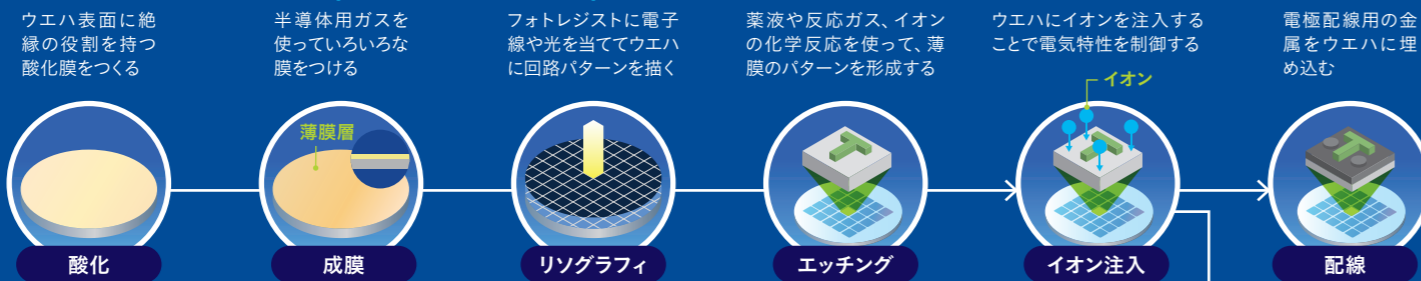 ウエハ表面に絶
縁の役割を持つ
酸化膜をつくる
半導体用ガスを
使っていろいろな
膜をつける
フォトレジストに電子
線や光を当ててウエハ
に回路パターンを描く
薬液や反応ガス、イオン
の化学反応を使って、薄
膜のパターンを形成する
ウエハにイオンを注入する
ことで電気特性を制御する
電極配線用の金
属をウエハに埋
め込む
イオン
薄膜層
酸化
成膜
リソグラフィ
エッチング
イオン注入
配線